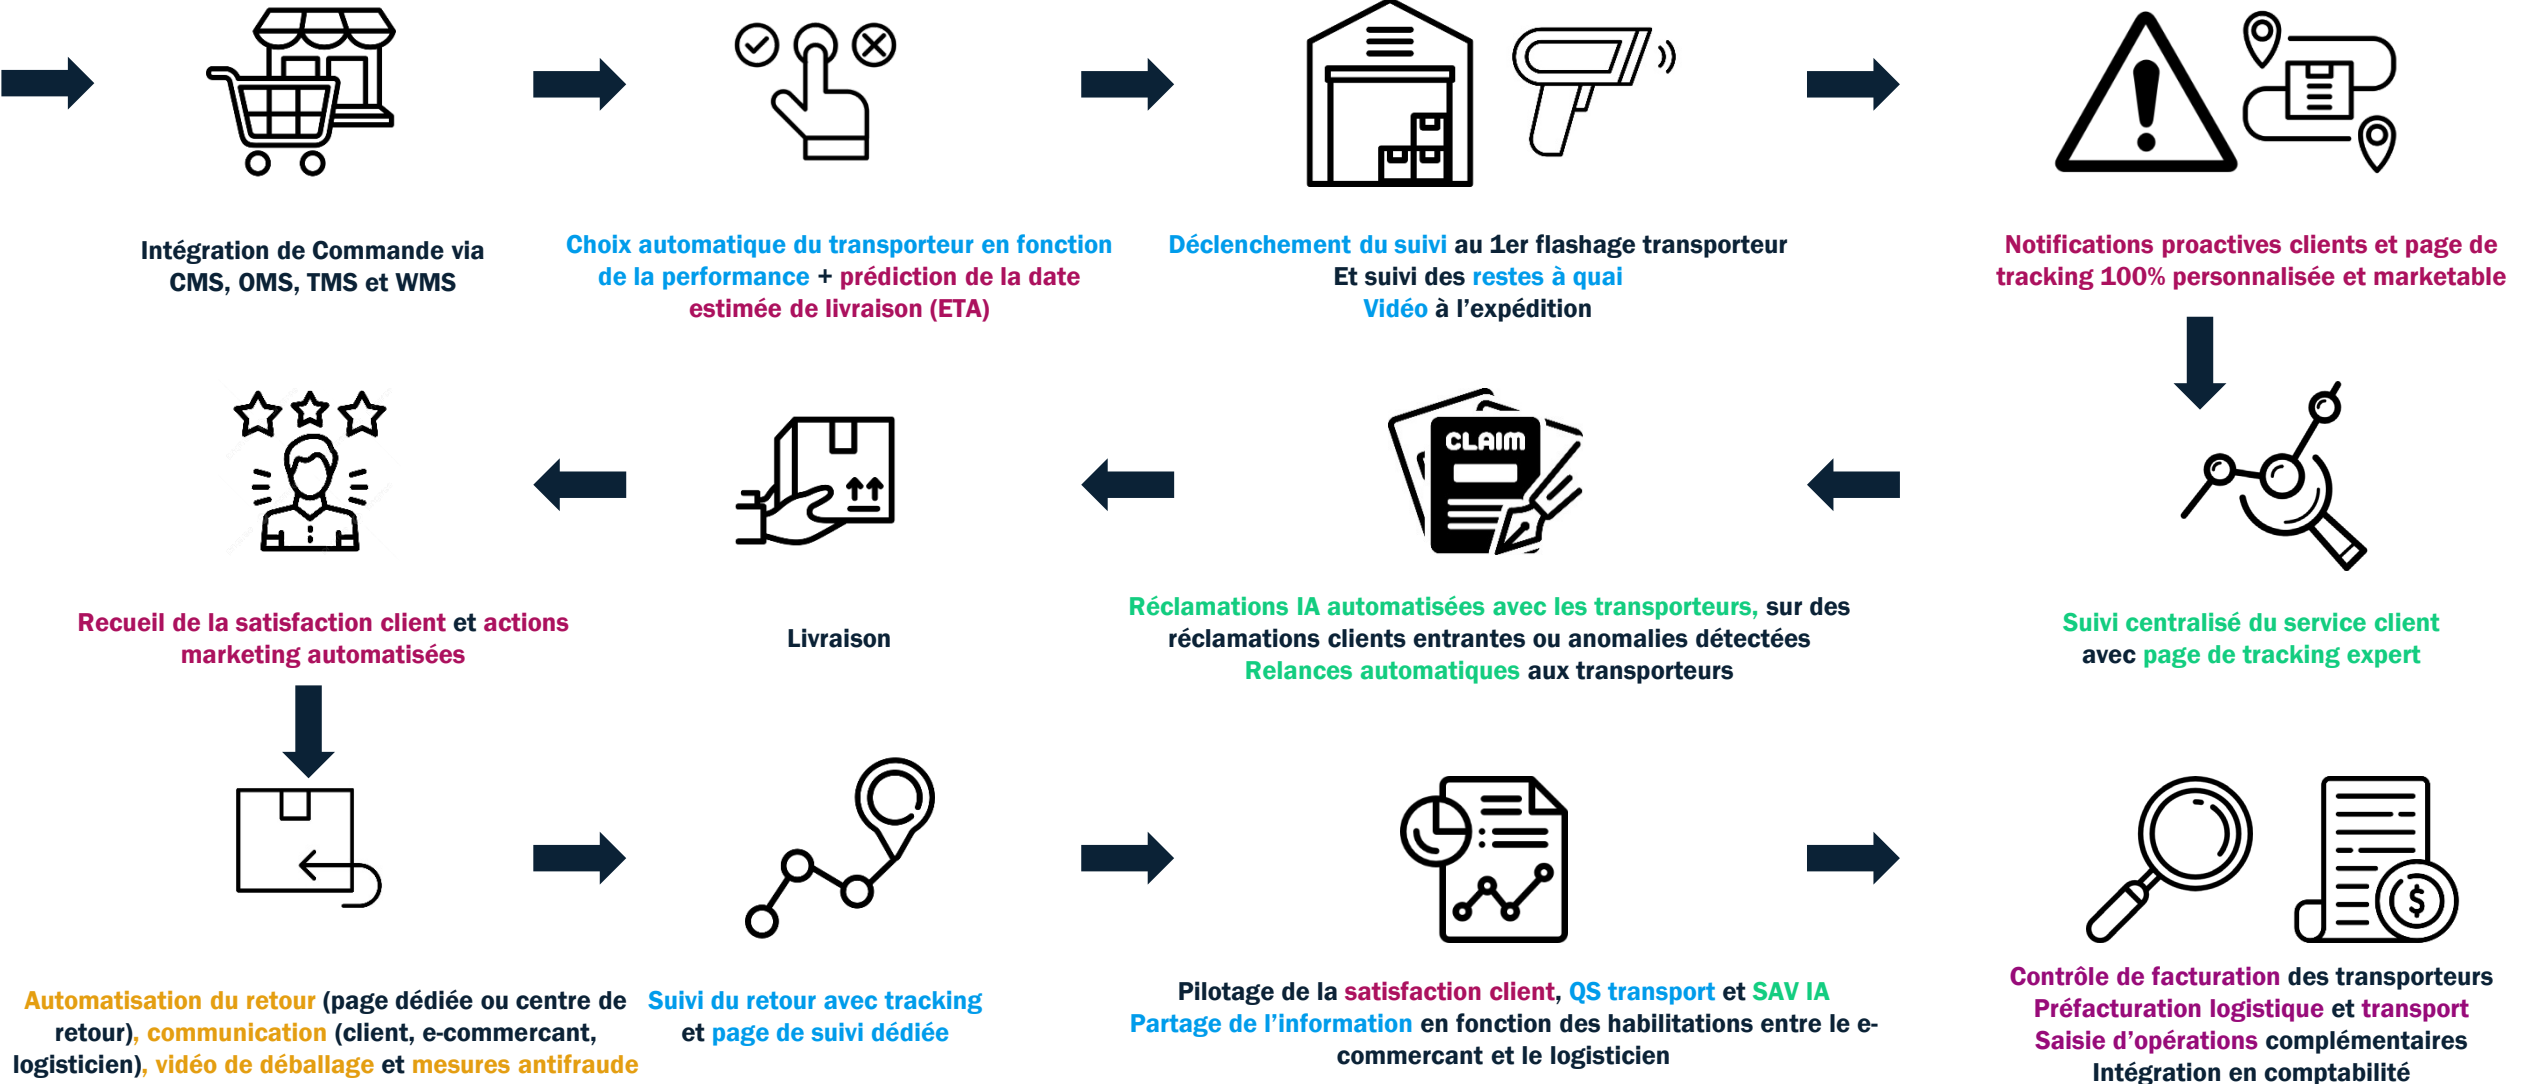 Intégration de Commande via
CMS, OMS, TMS et WMS
Choix automatique du transporteur en fonction
de la performance + prédiction de la date
estimée de livraison (ETA)
Déclenchement du suivi au 1er flashage transporteur
Et suivi des restes à quai
Vidéo à l'expédition
Notifications proactives clients et page de
tracking 100% personnalisée et marketable
CLAIM
Suivi centralisé du service client
avec page de tracking expert
Réclamations IA automatisées avec les transporteurs, sur des
réclamations clients entrantes ou anomalies détectées
Relances automatiques aux transporteurs
Livraison
Recueil de la satisfaction client et actions
marketing automatisées
Automatisation du retour (page dédiée ou centre de
retour), communication (client, e-commercant,
logisticien), vidéo de déballage et mesures antifraude
Suivi du retour avec tracking
et page de suivi dédiée
Pilotage de la satisfaction client, QS transport et SAV IA
Partage de l'information en fonction des habilitations entre le e-
commercant et le logisticien
$
Contrôle de facturation des transporteurs
Préfacturation logistique et transport
Saisie d'opérations complémentaires
Intégration en comptabilité